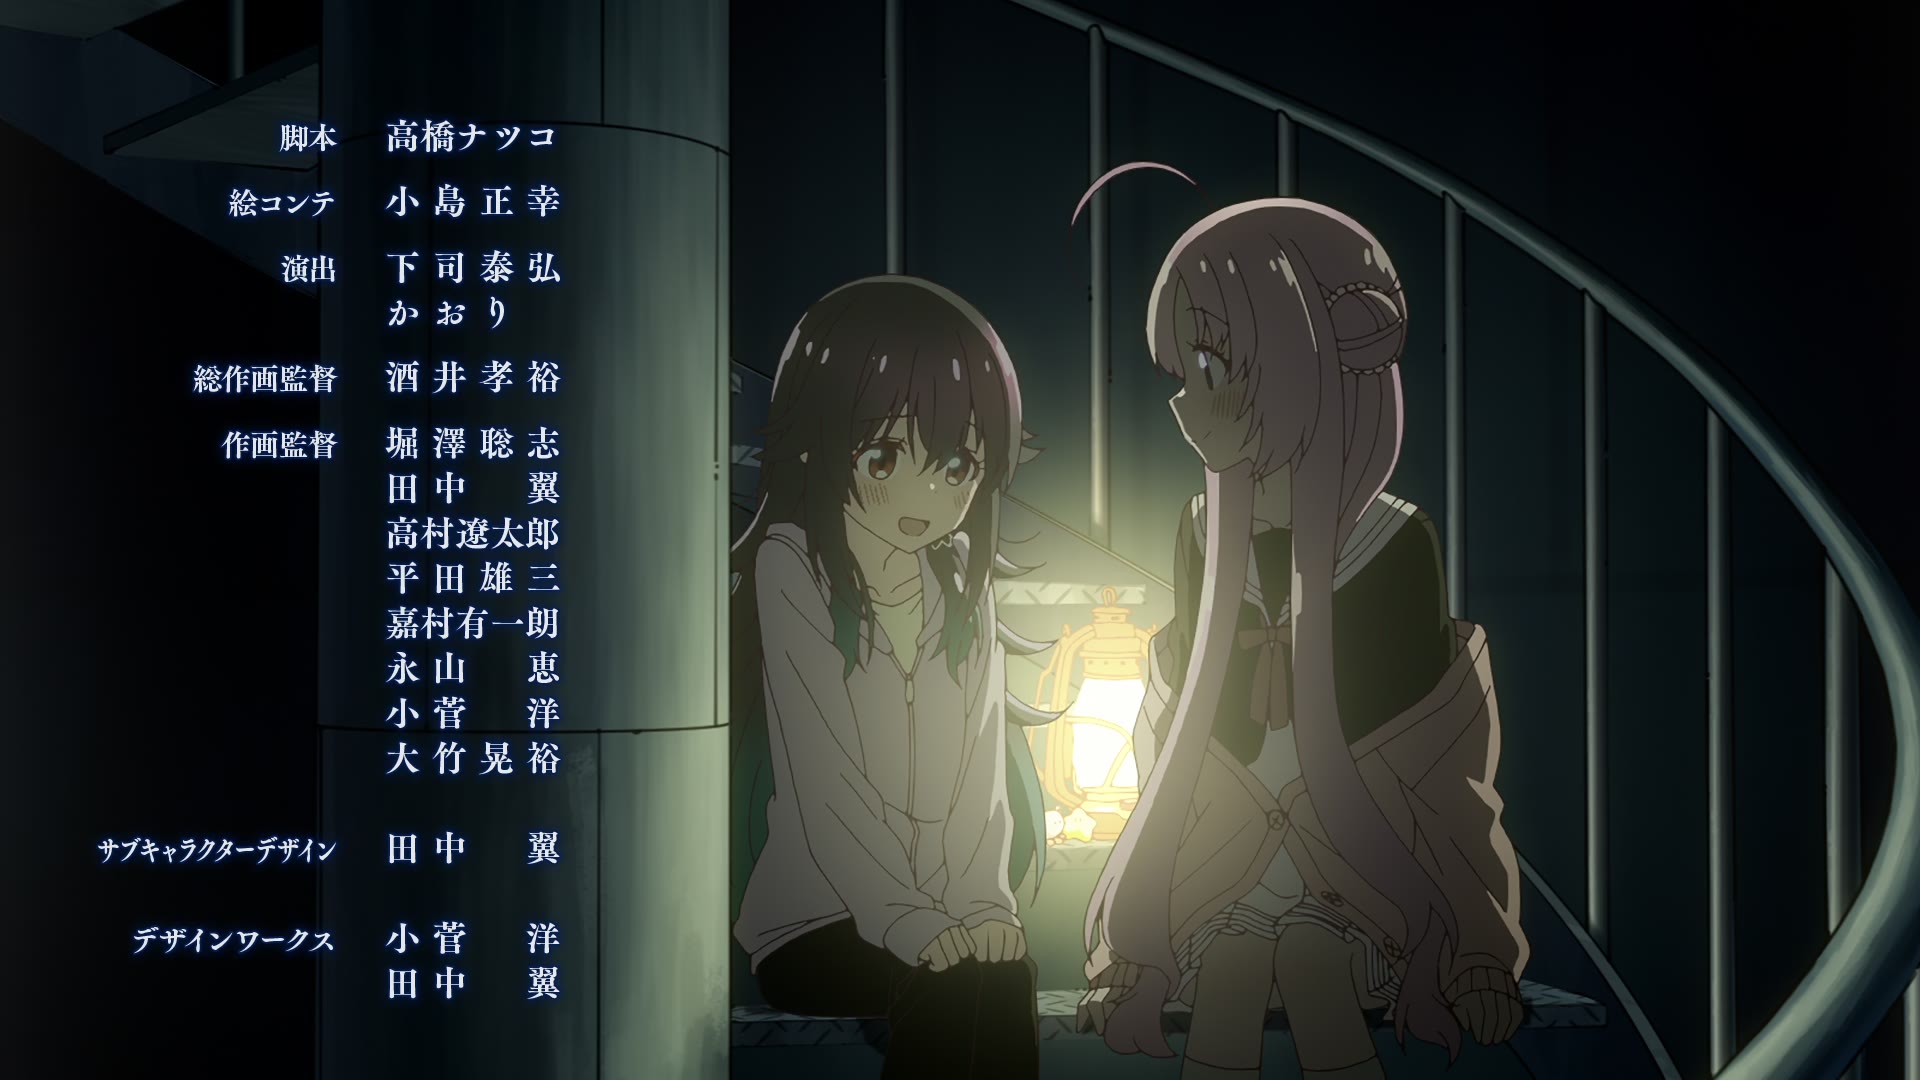 脚本 高橋ナツコ
絵コンテ 小島正幸
演出 下司泰弘
かおり
総作画監督 酒井孝裕
作画監督 堀澤聡志
田中 翼
高村遼太郎
平田雄三
嘉村有一朗
永山 恵
小菅 洋
大竹晃裕
サブキャラクターデザイン 田中 翼
デザインワークス 小菅 洋
田中 翼